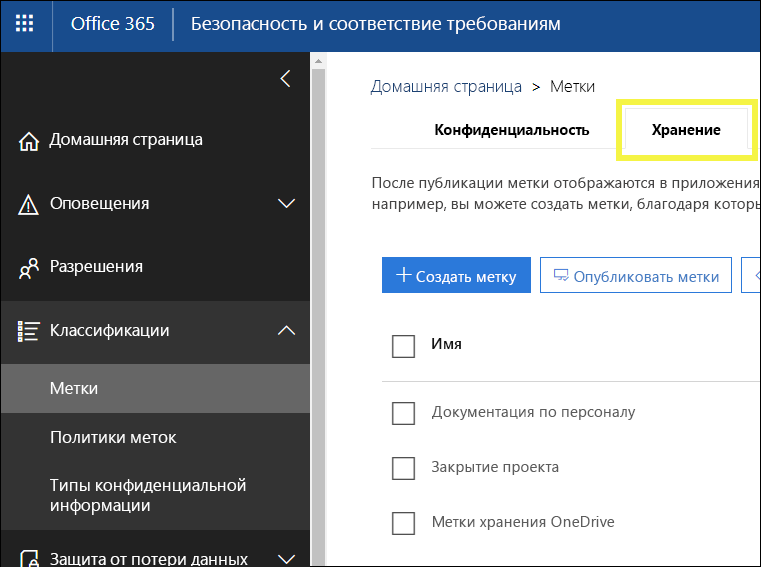 Office 365
Безопасность и соответствие требованиям
Домашняя страница
Оповещения
Разрешения
Классификации
Метки
Политики меток
Типы конфиденциальной
информации
Защита от потери данных
Домашняя страница > Метки
Конфиденциальность
Хранение
После публикации метки отображаются в приложения
например, вы можете создать метки, благодаря которы
Создать метку
Опубликовать метки
Имя
Документация по персоналу
Закрытие проекта
Метки хранения OneDrive